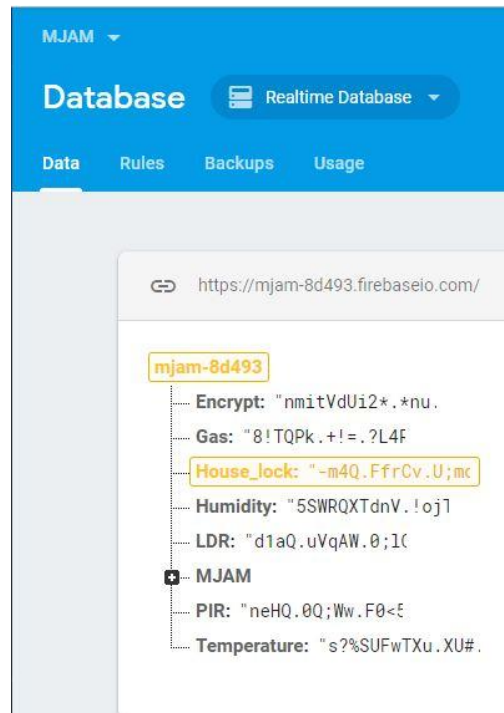 MJAM
Database Realtime Database
Data Rules Backups Usage
https://mjam-8d493.firebaseio.com/
mjam-8d493
Encrypt: "nmitVdUi2*.*nu.
Gas: "8!TQPk.+!=.?L4F
House_lock: "-m4Q.FfrCv.U;mc
Humidity: "5SWRQXTdnV.!ojl
LDR: "d1aQ.uVqAW.0;1(
MJAM
PIR: "neHQ.0Q;Ww.F0<5
Temperature: "s?%SUFwTXu.XU#.